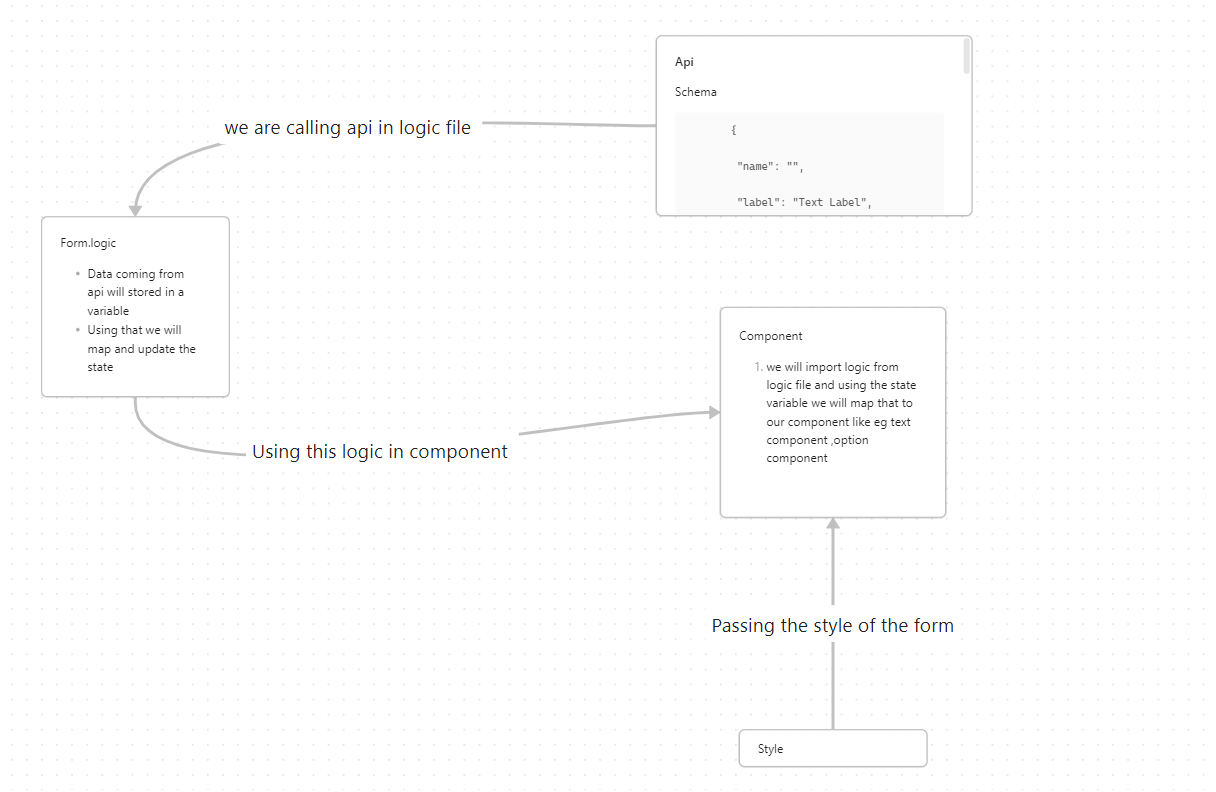 Api
Schema
{
"name": "",
"label": "Text Label",
we are calling api in logic file
Form.logic
• Data coming from
api will stored in a
variable
• Using that we will
map and update the
state
Component
1. we will import logic from
logic file and using the state
variable we will map that to
our component like eg text
component ,option
component
Using this logic in component
Passing the style of the form
Style